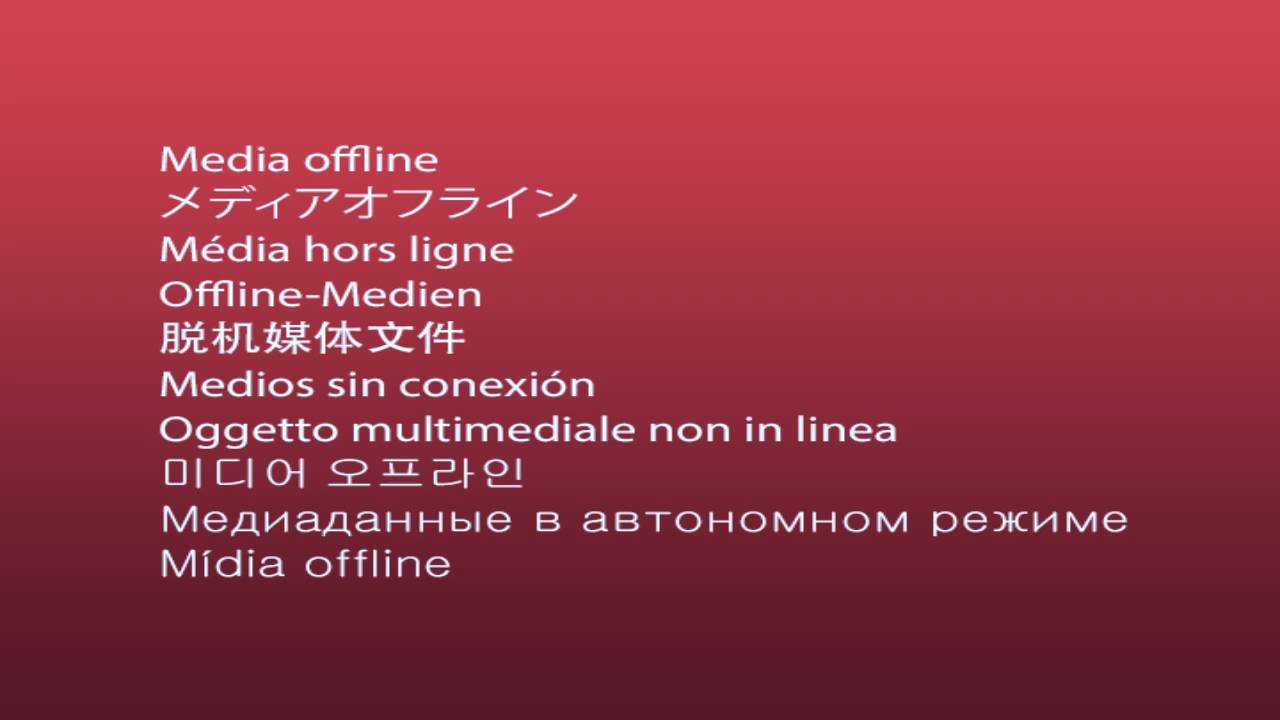 Media offline
メディアオフライン
Média hors ligne
Offline-Medien
脱机媒体文件
Medios sin conexión
Oggetto multimediale non in linea
미디어 오프라인
Медиаданные в автономном режиме
Mídia offline